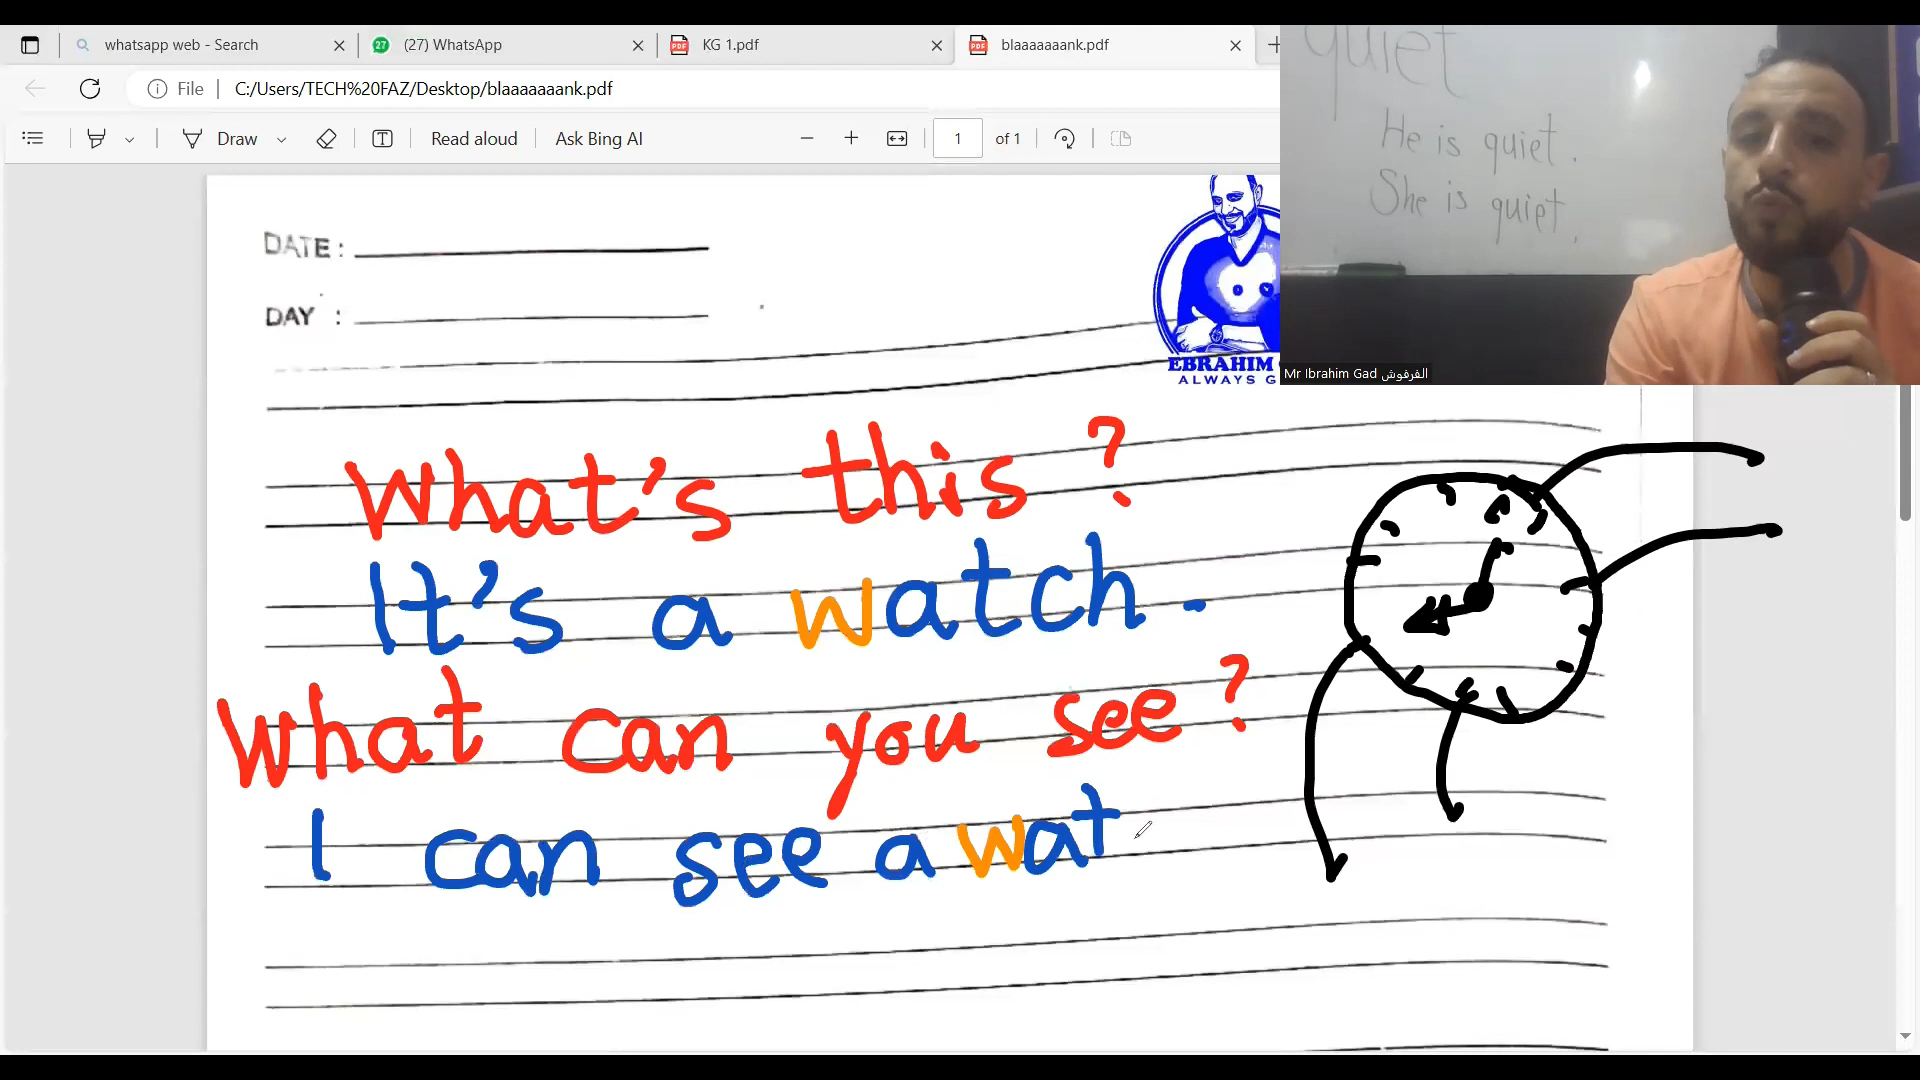 whatsapp web - Search
(27) WhatsApp
KG 1.pdf
blaaaaaaank.pdf
File
C:/Users/TECH%20FAZ/Desktop/blaaaaaaank.pdf
Draw
Read aloud
Ask Bing AI
1 of 1
quiet
He is quiet.
She is quiet.
Mr Ibrahim Gad الفرفوش
DATE :
DAY :
EBRAHIM
ALWAYS G
What's this ?
It's a watch.
What can you see ?
I can see a wat